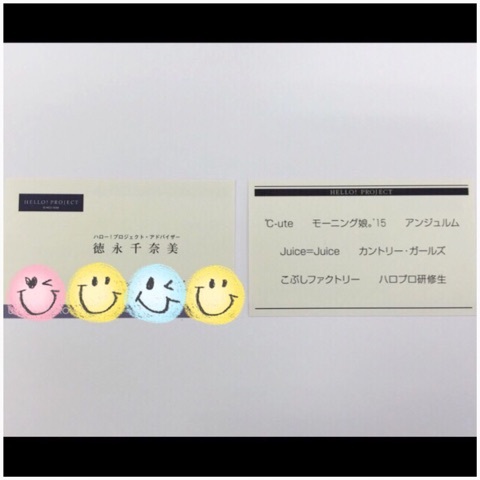 HELLO! PROJECT
ハロー!プロジェクト・アドバイザー
徳永千奈美
HELLO! PROJECT
℃-ute モーニング娘。'15 アンジュルム
Juice=Juice カントリー・ガールズ
こぶしファクトリー ハロプロ研修生